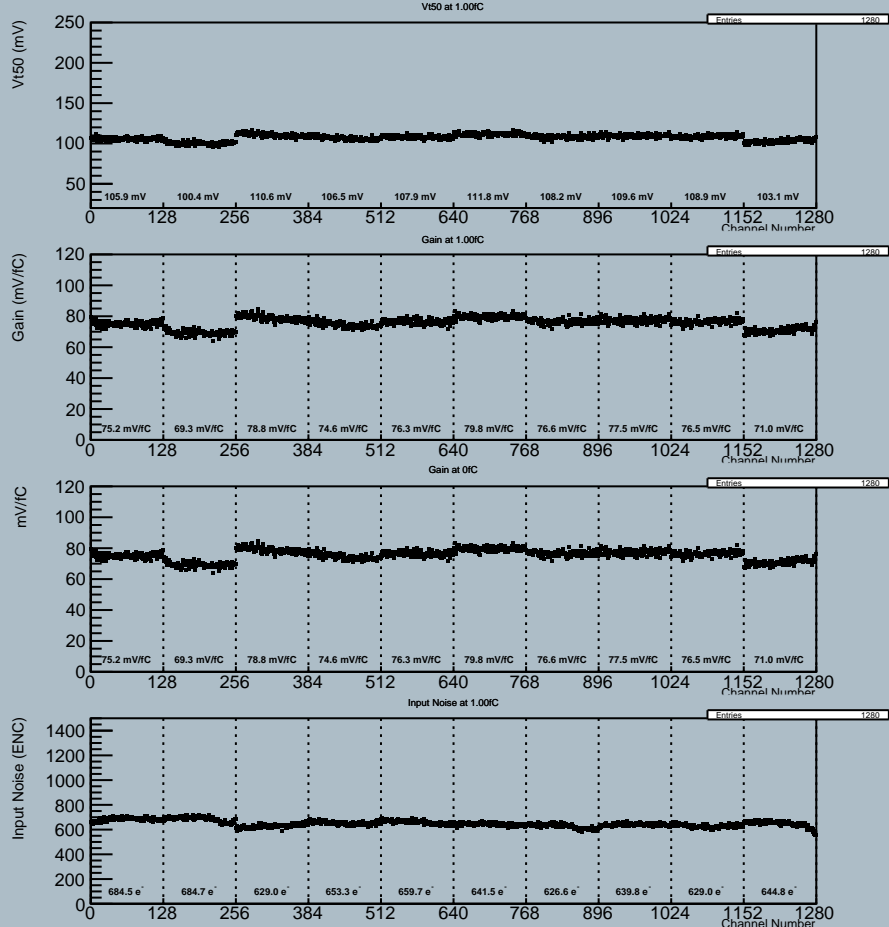 Vt50 at 1.00fC
Entries 1280
Vt50 (mV)
250
200
150
100
50
105.9 mV 100.4 mV 110.6 mV 106.5 mV 107.9 mV 111.8 mV 108.2 mV 109.6 mV 108.9 mV 103.1 mV
0 128 256 384 512 640 768 896 1024 1152 1280
Channel Number
Gain at 1.00fC
Entries 1280
Gain (mV/fC)
120
100
80
60
40
20
0
75.2 mV/fC 69.3 mV/fC 78.8 mV/fC 74.6 mV/fC 76.3 mV/fC 79.8 mV/fC 76.6 mV/fC 77.5 mV/fC 76.5 mV/fC 71.0 mV/fC
0 128 256 384 512 640 768 896 1024 1152 1280
Channel Number
Gain at 0fC
Entries 1280
mV/fC
120
100
80
60
40
20
0
75.2 mV/fC 69.3 mV/fC 78.8 mV/fC 74.6 mV/fC 76.3 mV/fC 79.8 mV/fC 76.6 mV/fC 77.5 mV/fC 76.5 mV/fC 71.0 mV/fC
0 128 256 384 512 640 768 896 1024 1152 1280
Channel Number
Input Noise at 1.00fC
Entries 1280
Input Noise (ENC)
1400
1200
1000
800
600
400
200
0
684.5 e⁻ 684.7 e⁻ 629.0 e⁻ 653.3 e⁻ 659.7 e⁻ 641.5 e⁻ 626.6 e⁻ 639.8 e⁻ 629.0 e⁻ 644.8 e⁻
0 128 256 384 512 640 768 896 1024 1152 1280
Channel Number